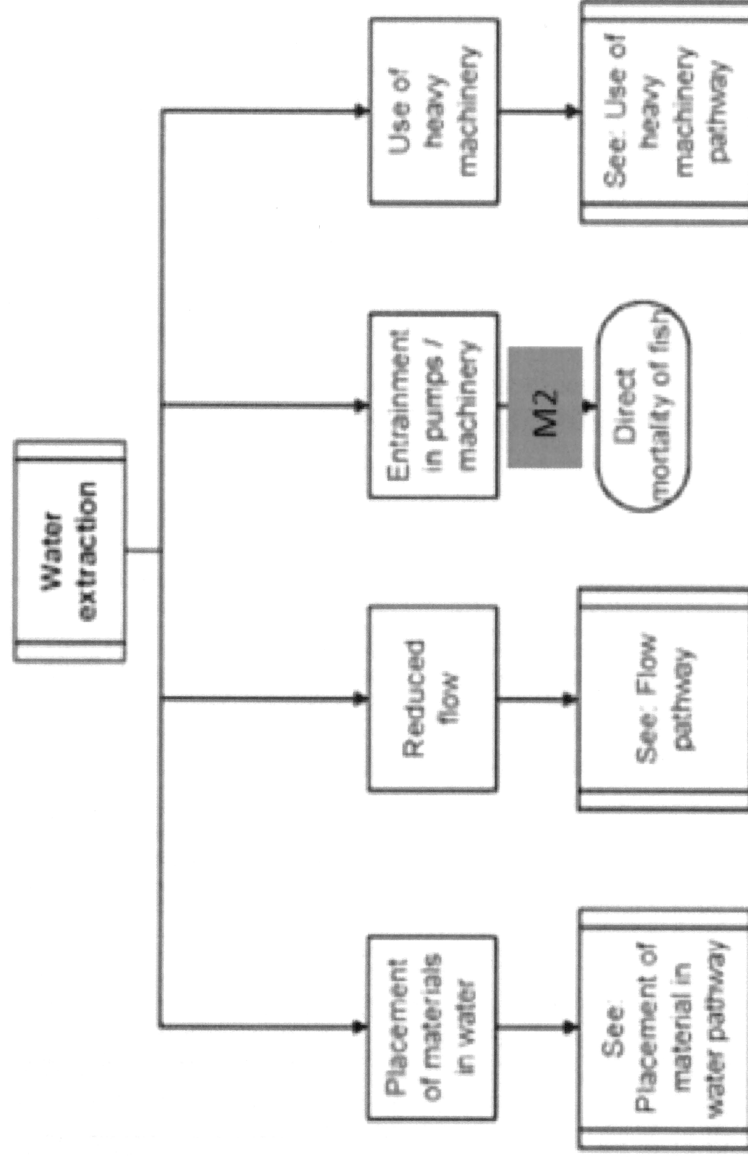 Water
extraction
Placement
of materials
in water
Reduced
flow
Entrainment
in pumps /
machinery
Use of
heavy
machinery
M2
See:
Placement of
material in
water pathway
See: Flow
pathway
Direct
mortality of fish
See: Use of
heavy
machinery
pathway